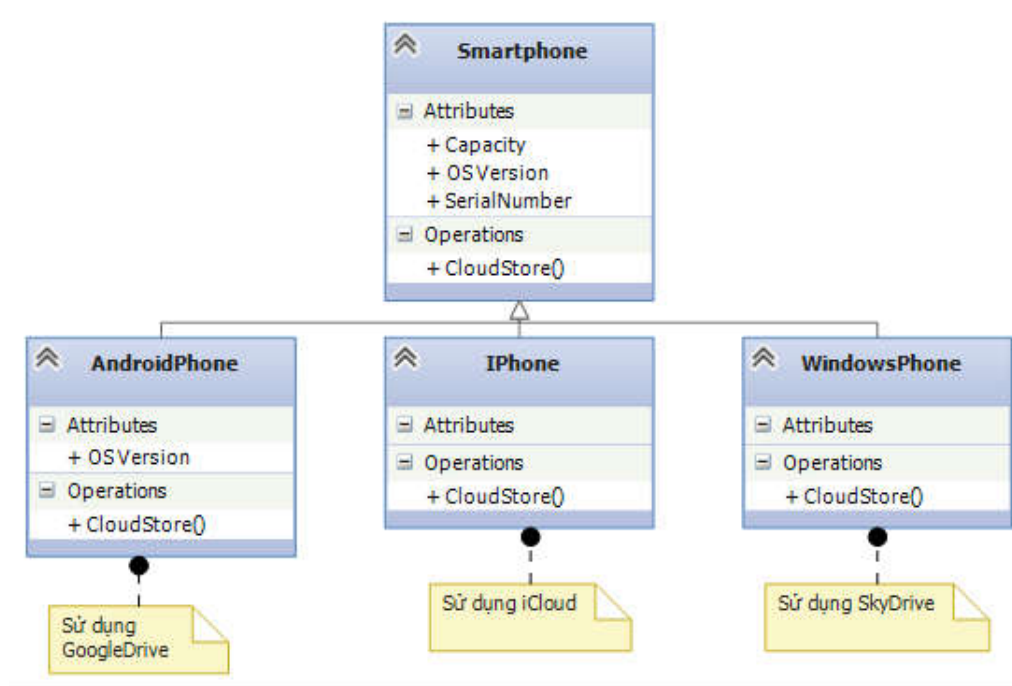 Smartphone
Attributes
+ Capacity
+ OSVersion
+ SerialNumber
Operations
+ CloudStore()
AndroidPhone
Attributes
+ OSVersion
Operations
+ CloudStore()
IPhone
Attributes
Operations
+ CloudStore()
WindowsPhone
Attributes
Operations
+ CloudStore()
Sử dụng
GoogleDrive
Sử dụng iCloud
Sử dụng SkyDrive